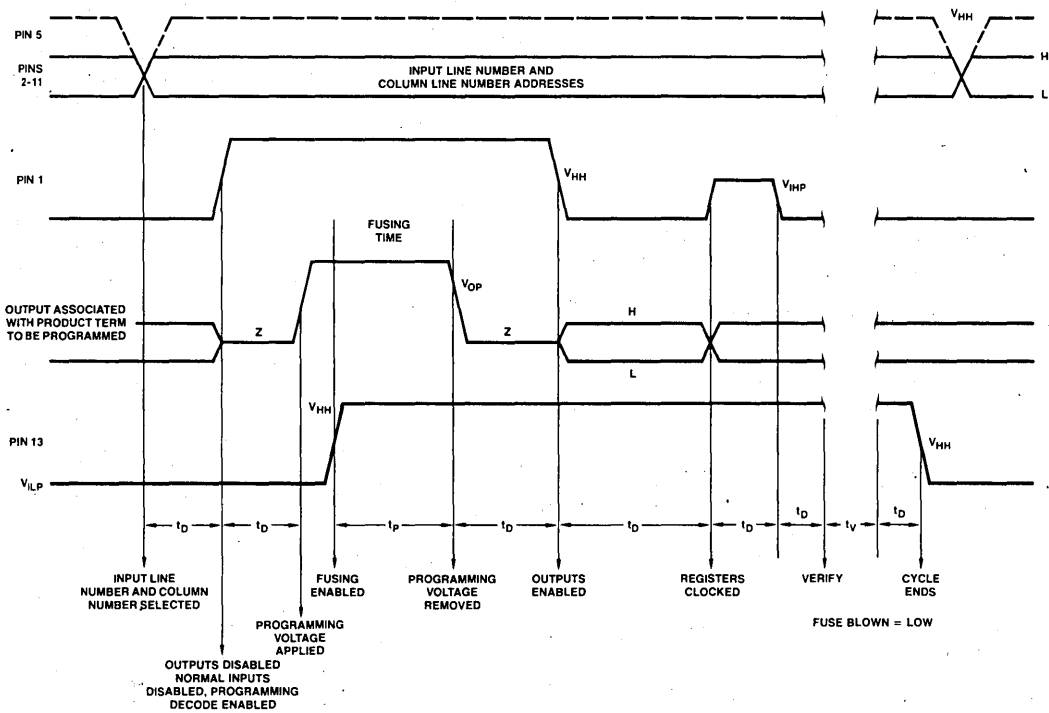 PIN 5
V_HH
PINS
2-11
INPUT LINE NUMBER AND
COLUMN LINE NUMBER ADDRESSES
H
L
PIN 1
V_HH
V_IHP
FUSING
TIME
V_OP
OUTPUT ASSOCIATED
WITH PRODUCT TERM
TO BE PROGRAMMED
Z
Z
H
L
V_HH
PIN 13
V_HH
V_ILP
t_D
t_D
t_P
t_D
t_D
t_D
t_D
t_V
t_D
INPUT LINE
NUMBER AND COLUMN
NUMBER SELECTED
FUSING
ENABLED
PROGRAMMING
VOLTAGE
REMOVED
OUTPUTS
ENABLED
REGISTERS
CLOCKED
VERIFY
CYCLE
ENDS
PROGRAMMING
VOLTAGE
APPLIED
FUSE BLOWN = LOW
OUTPUTS DISABLED
NORMAL INPUTS
DISABLED, PROGRAMMING
DECODE ENABLED